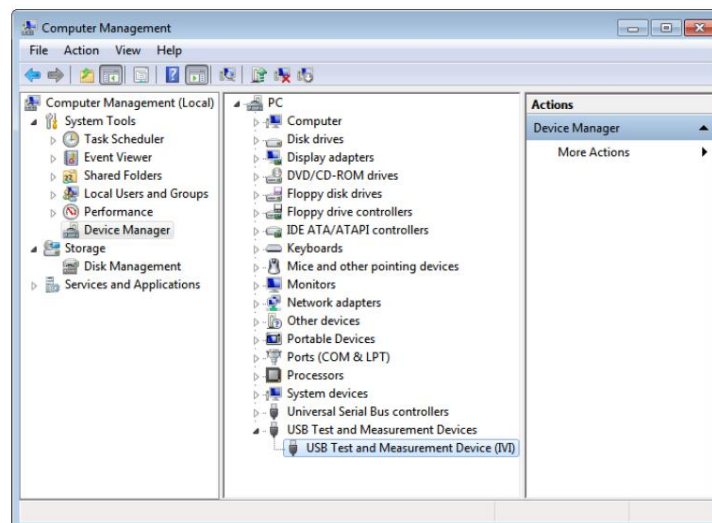 Computer Management
File Action View Help
Computer Management (Local)
System Tools
Task Scheduler
Event Viewer
Shared Folders
Local Users and Groups
Performance
Device Manager
Storage
Disk Management
Services and Applications
PC
Computer
Disk drives
Display adapters
DVD/CD-ROM drives
Floppy disk drives
Floppy drive controllers
IDE ATA/ATAPI controllers
Keyboards
Mice and other pointing devices
Monitors
Network adapters
Other devices
Portable Devices
Ports (COM & LPT)
Processors
System devices
Universal Serial Bus controllers
USB Test and Measurement Devices
USB Test and Measurement Device (IVI)
Actions
Device Manager
More Actions